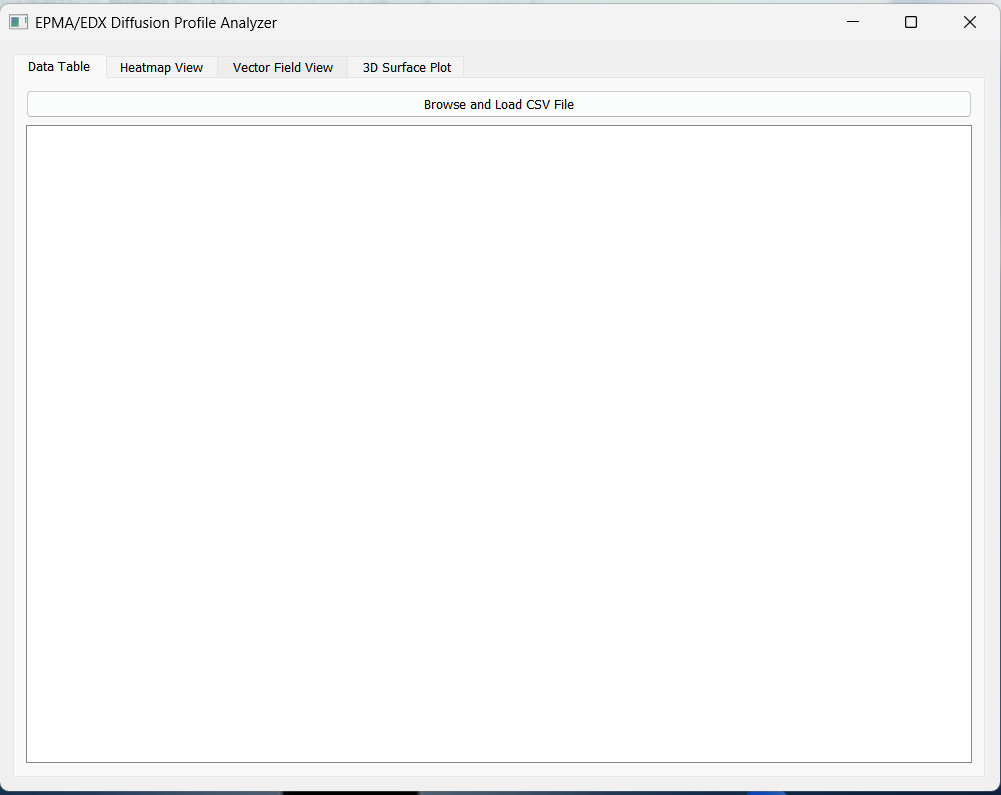 EPMA/EDX Diffusion Profile Analyzer
Data Table Heatmap View Vector Field View 3D Surface Plot
Browse and Load CSV File